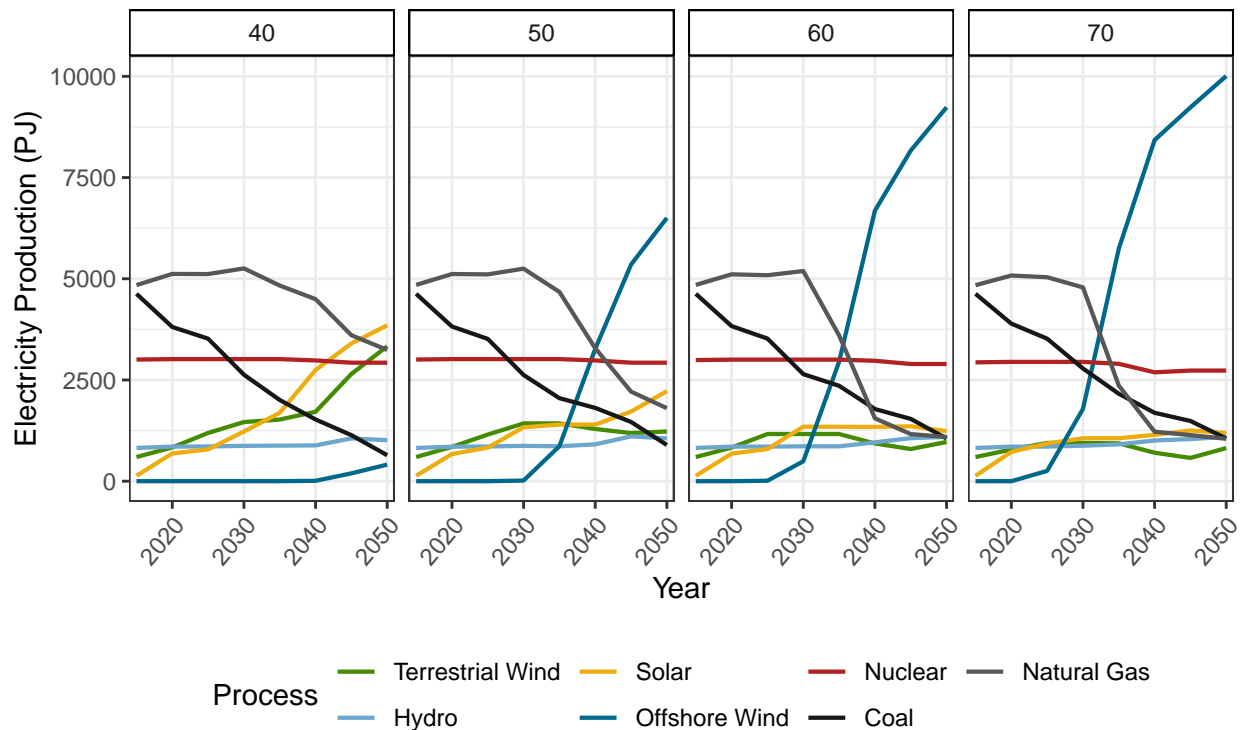 40 50 60 70
10000
7500
5000
2500
0
Electricity Production (PJ)
2020 2030 2040 2050 2020 2030 2040 2050 2020 2030 2040 2050 2020 2030 2040 2050
Year
Process
Terrestrial Wind Solar Nuclear Natural Gas
Hydro Offshore Wind Coal